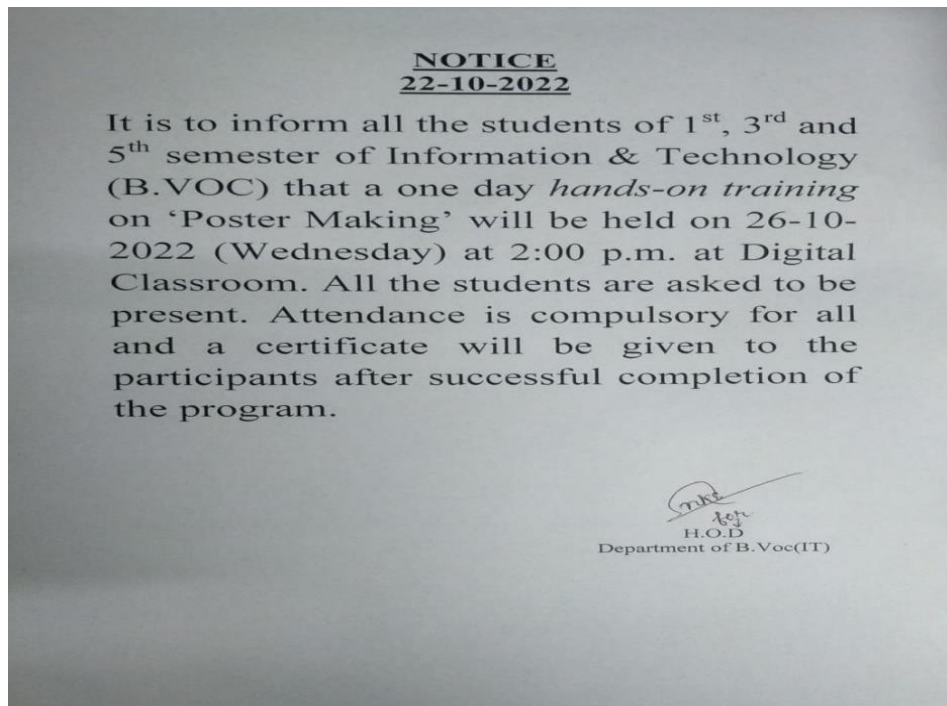 NOTICE
22-10-2022
It is to inform all the students of 1st, 3rd and
5th semester of Information & Technology
(B.VOC) that a one day hands-on training
on ‘Poster Making’ will be held on 26-10-
2022 (Wednesday) at 2:00 p.m. at Digital
Classroom. All the students are asked to be
present. Attendance is compulsory for all
and a certificate will be given to the
participants after successful completion of
the program.
for
H.O.D
Department of B.Voc(IT)